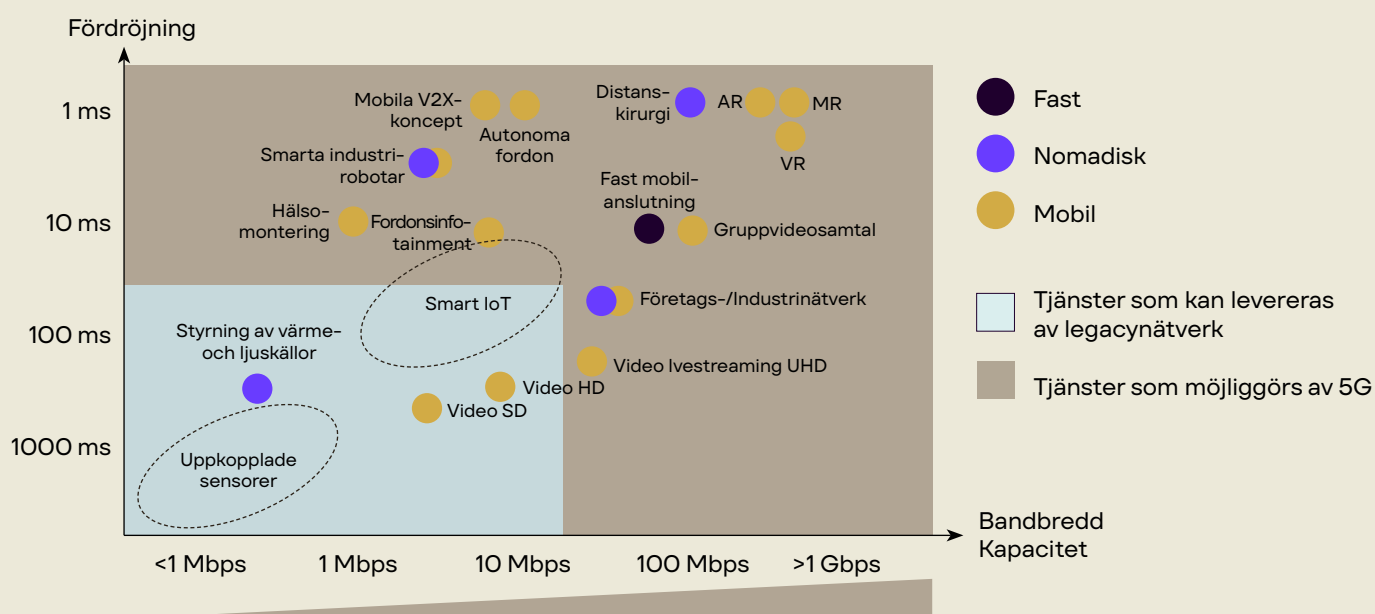 Fördröjning
1 ms
10 ms
100 ms
1000 ms
Mobila V2X-
koncept
Autonoma
fordon
Smarta industri-
robotar
Hälso-
montering
Fordonsinfo-
tainment
Distans-
kirurgi
AR
MR
VR
Fast mobil-
anslutning
Gruppvideosamtal
Smart IoT
Företags-/Industrinätverk
Styrning av värme-
och ljuskällor
Video lvestreaming UHD
Video HD
Video SD
Uppkopplade
sensorer
<1 Mbps
1 Mbps
10 Mbps
100 Mbps
>1 Gbps
Bandbredd
Kapacitet
Fast
Nomadisk
Mobil
Tjänster som kan levereras
av legacynätverk
Tjänster som möjliggörs av 5G